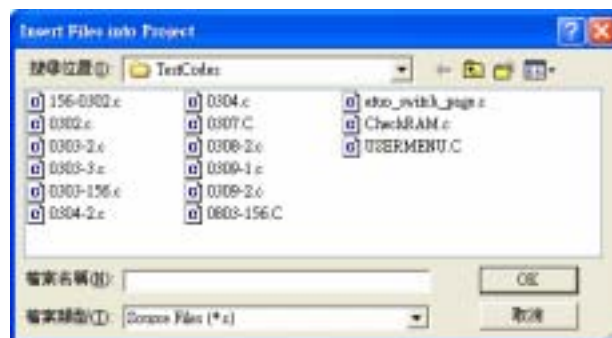 Insert Files into Project
搜尋位置(I): TestCodes
156-0302.c
0302.c
0303-2.c
0303-3.c
0303-156.c
0304-2.c
0304.c
0307.C
0308-2.c
0309-1.c
0309-2.c
0803-156.C
_switch_page.c
CheckRAM.c
USERMENU.C
檔案名稱(N):
OK
檔案類型(T): Source Files (*.c)
取消